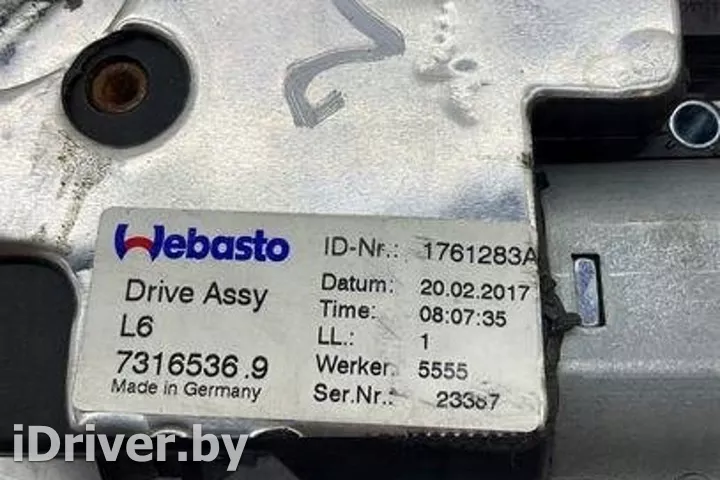 Webasto
Drive Assy
L6
7316536.9
Made in Germany
ID-Nr.: 1761283A
Datum: 20.02.2017
Time: 08:07:35
LL.: 1
Werker: 5555
Ser.Nr.: 23387
iDriver.by